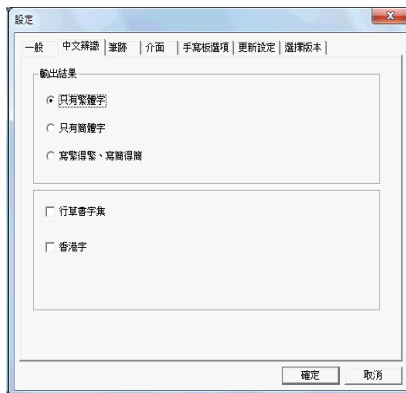 設定
一般 中文辨識 筆跡 介面 手寫板選項 更新設定 選擇版本
輸出結果
只有繁體字
只有簡體字
寫繁得繁、寫簡得簡
行草書字集
香港字
確定 取消